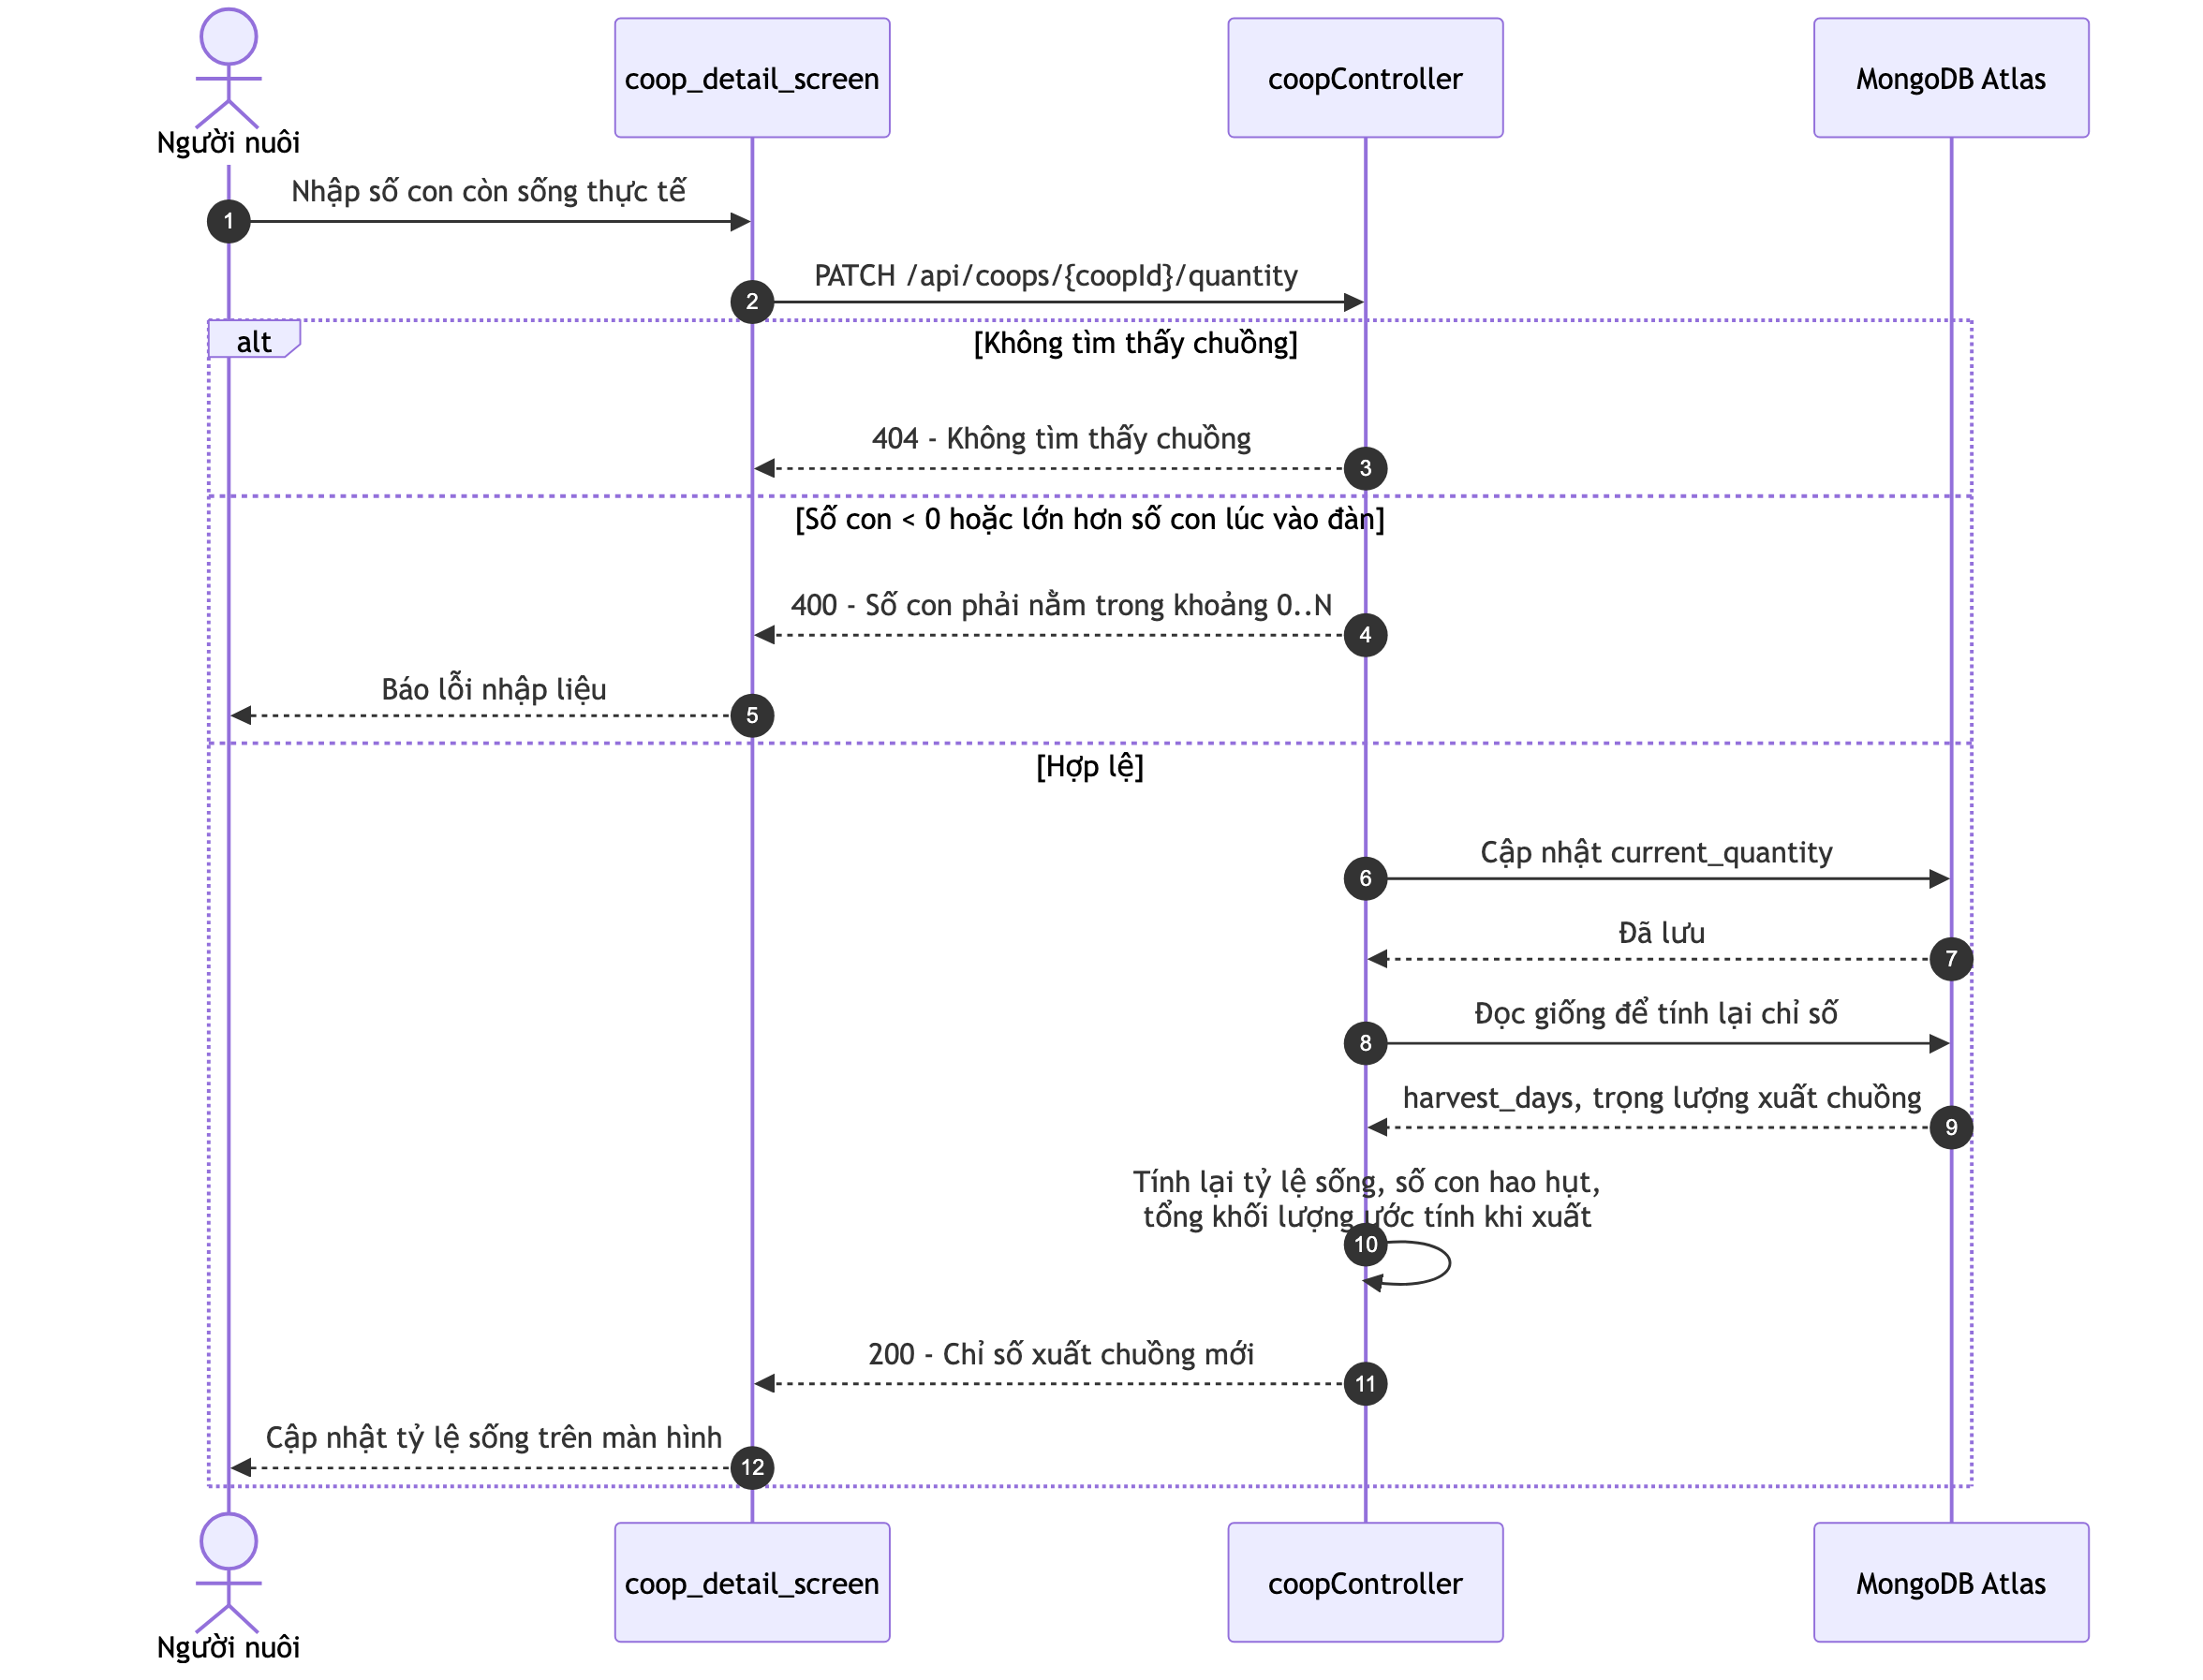 Người nuôi
coop_detail_screen
coopController
MongoDB Atlas
Nhập số con còn sống thực tế
1
PATCH /api/coops/{coopId}/quantity
2
alt
[Không tìm thấy chuồng]
404 - Không tìm thấy chuồng
3
[Số con < 0 hoặc lớn hơn số con lúc vào đàn]
400 - Số con phải nằm trong khoảng 0..N
4
Báo lỗi nhập liệu
5
[Hợp lệ]
Cập nhật current_quantity
6
Đã lưu
7
Đọc giống để tính lại chỉ số
8
harvest_days, trọng lượng xuất chuồng
9
Tính lại tỷ lệ sống, số con hao hụt,
tổng khối lượng ước tính khi xuất
10
200 - Chỉ số xuất chuồng mới
11
Cập nhật tỷ lệ sống trên màn hình
12
Người nuôi
coop_detail_screen
coopController
MongoDB Atlas